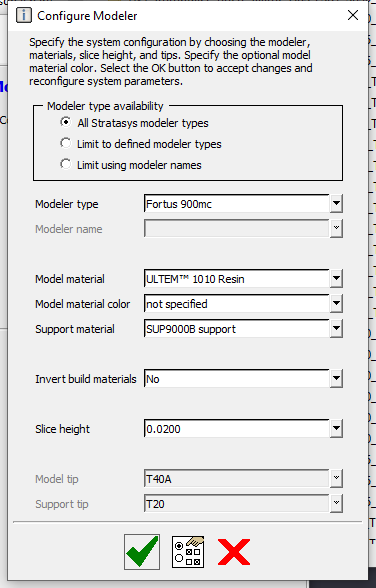 Configure Modeler
Specify the system configuration by choosing the modeler,
materials, slice height, and tips. Specify the optional model
material color. Select the OK button to accept changes and
reconfigure system parameters.
Modeler type availability
All Stratasys modeler types
Limit to defined modeler types
Limit using modeler names
Modeler type Fortus 900mc
Modeler name
Model material ULTEM™ 1010 Resin
Model material color not specified
Support material SUP9000B support
Invert build materials No
Slice height 0.0200
Model tip T40A
Support tip T20